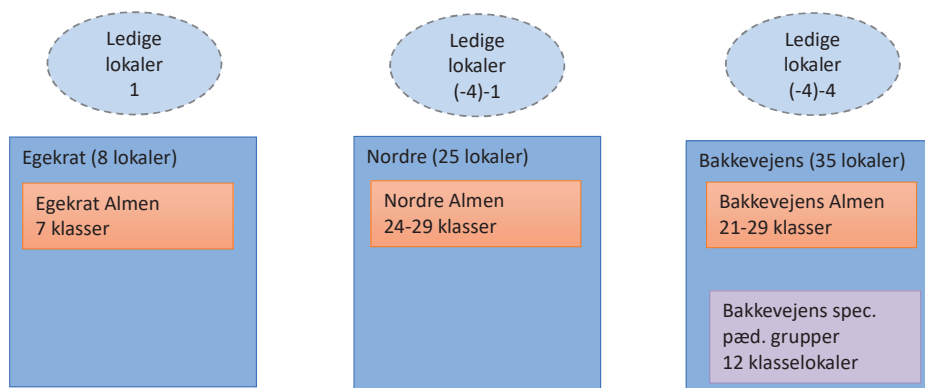 Ledige
lokaler
1
Ledige
lokaler
(-4)-1
Ledige
lokaler
(-4)-4
Egekrat (8 lokaler)
Egekrat Almen
7 klasser
Nordre (25 lokaler)
Nordre Almen
24-29 klasser
Bakkevejens (35 lokaler)
Bakkevejens Almen
21-29 klasser
Bakkevejens spec.
pæd. grupper
12 klasselokaler